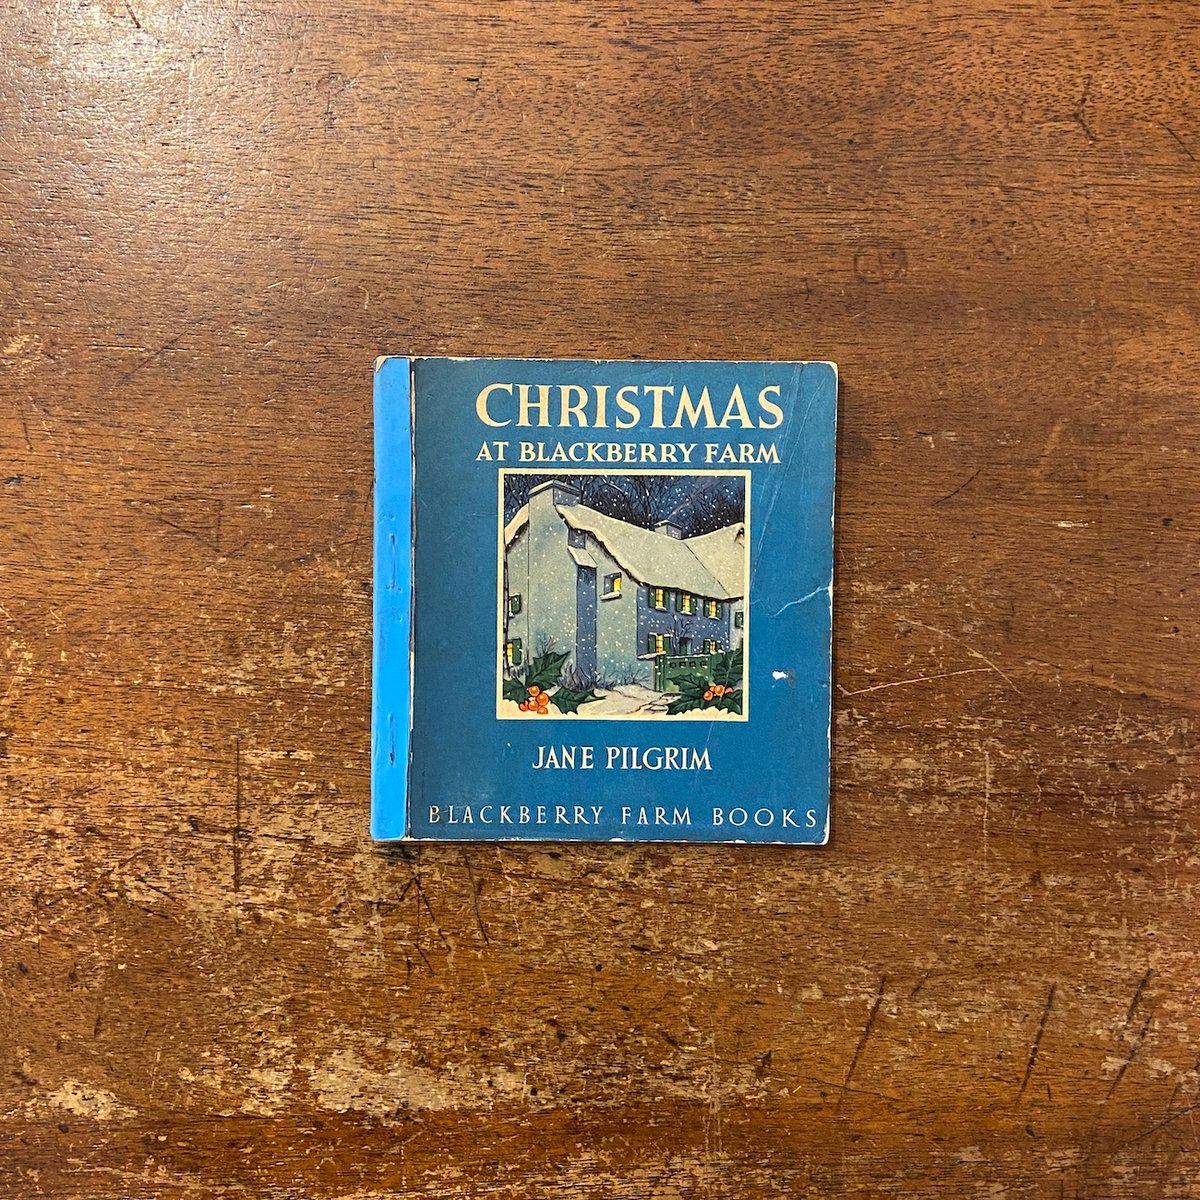 CHRISTMAS
AT BLACKBERRY FARM
JANE PILGRIM
BLACKBERRY FARM BOOKS